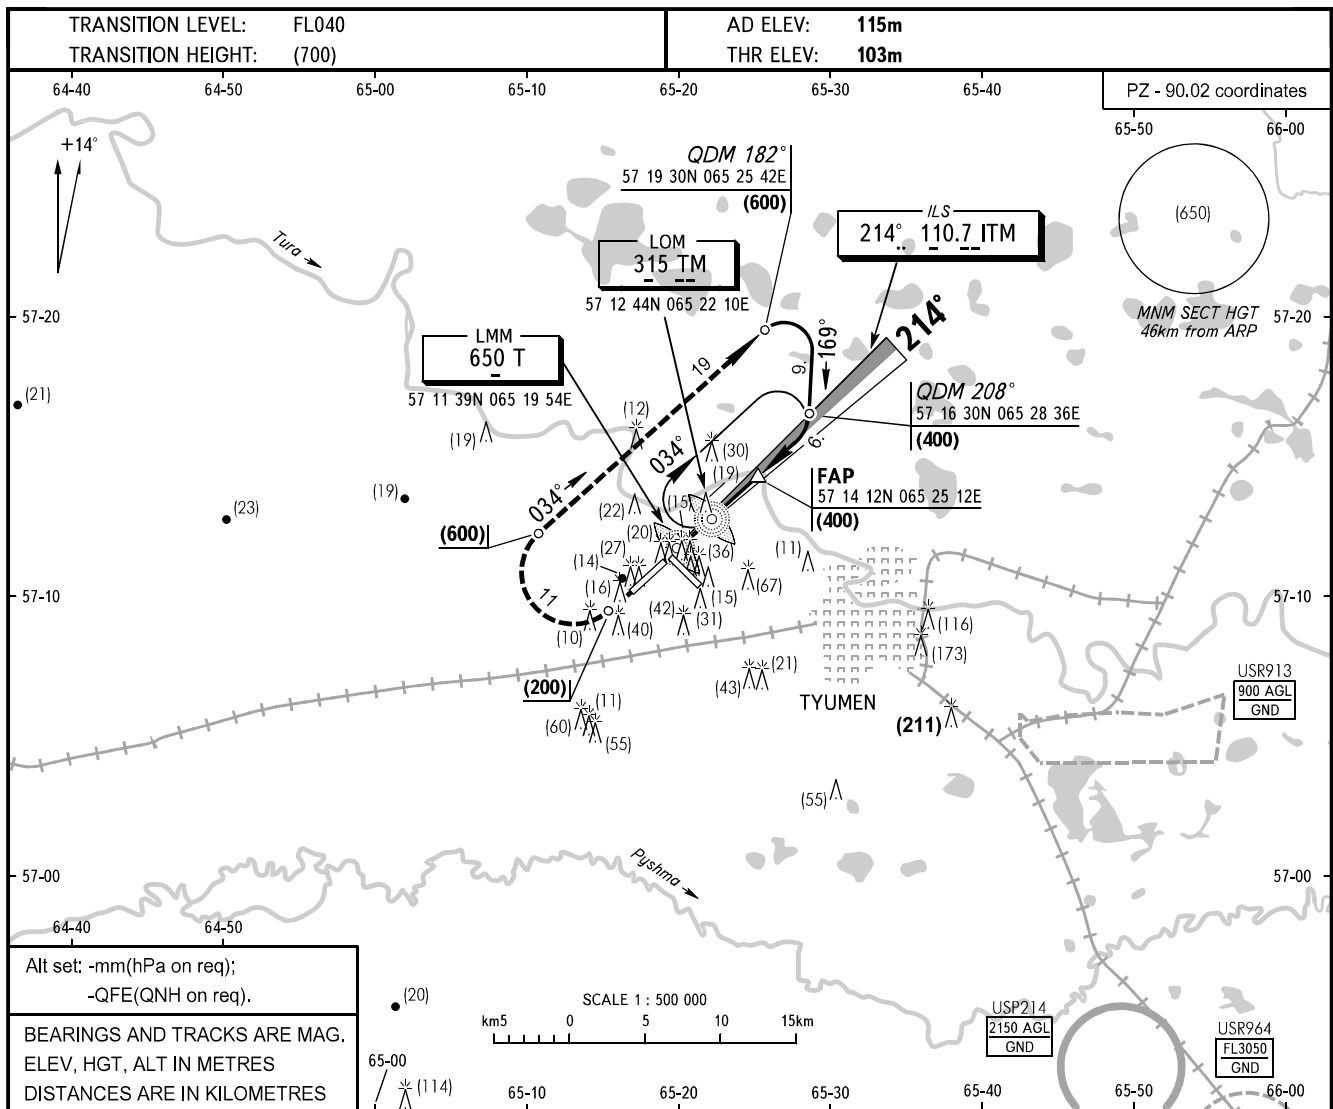 TRANSITION LEVEL: FL040
TRANSITION HEIGHT: (700)
AD ELEV: 115m
THR ELEV: 103m
64-40 64-50 65-00 65-10 65-20 65-30 65-40
PZ - 90.02 coordinates
65-50 66-00
+14°
QDM 182°
57 19 30N 065 25 42E
(600)
(650)
MNM SECT HGT
46km from ARP
ILS
214° 110.7 ITM
LOM
315 TM
57 12 44N 065 22 10E
Tura
57-20
57-20
214°
LMM
650 T
57 11 39N 065 19 54E
169°
9.
19
QDM 208°
57 16 30N 065 28 36E
(400)
6.
(21)
(12)
(19)
(30)
034°
(19)
FAP
57 14 12N 065 25 12E
(400)
034°
(19)
(23)
(22)
(15)
(600)
(20)
(27)
(36)
(11)
(14)
(67)
(16)
(15)
57-10
57-10
11
(10)
(40)
(42)
(31)
(116)
(173)
(200)
(43)
(21)
TYUMEN
USR913
900 AGL
GND
(11)
(60)
(55)
(211)
(55)
Pyshma
57-00
57-00
64-40 64-50
Alt set: -mm(hPa on req);
-QFE(QNH on req).
(20)
SCALE 1 : 500 000
km5 0 5 10 15km
USP214
2150 AGL
GND
USR964
FL3050
GND
BEARINGS AND TRACKS ARE MAG.
ELEV, HGT, ALT IN METRES
DISTANCES ARE IN KILOMETRES
65-00
(114)
65-10 65-20 65-30 65-40 65-50 66-00